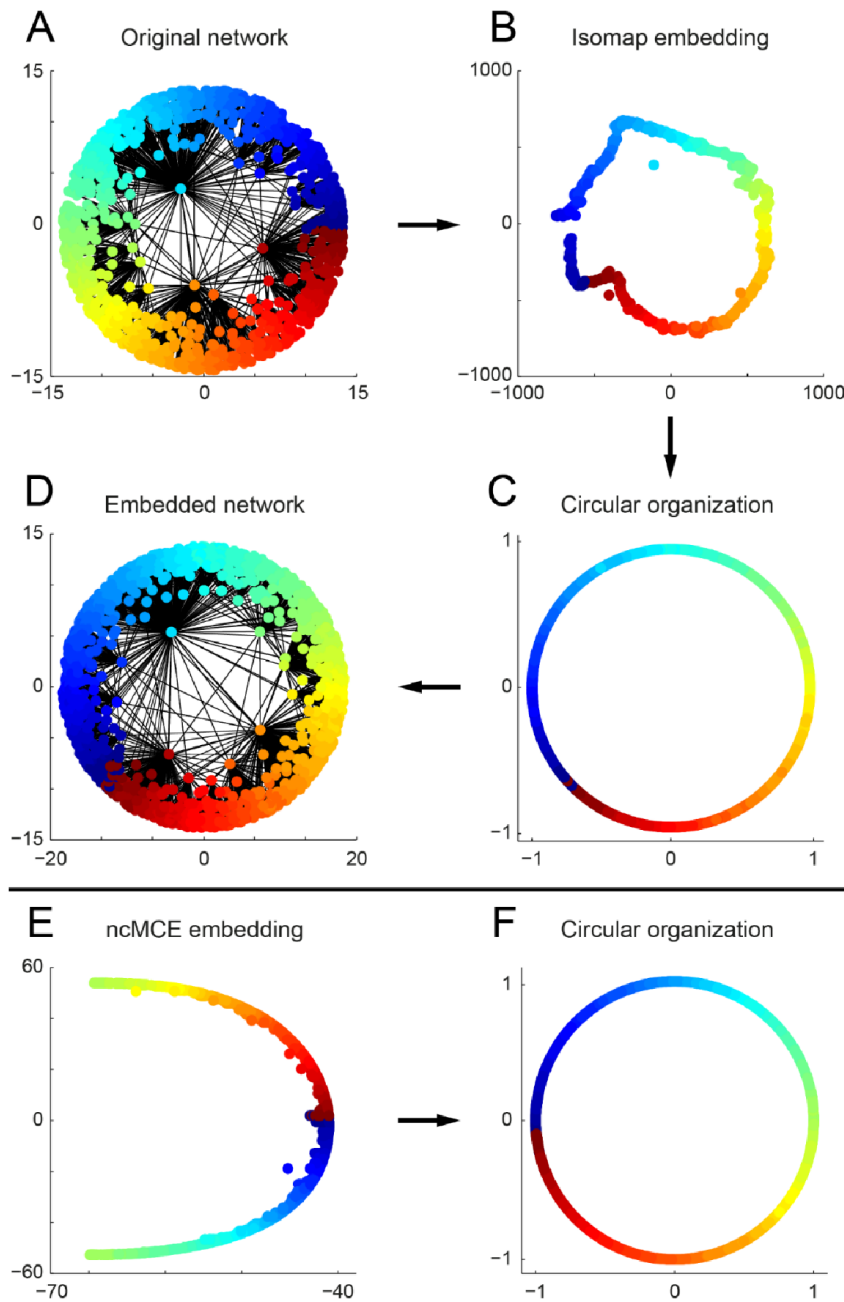 A
Original network
15
0
−15
−15
0
15
B
Isomap embedding
1000
0
−1000
−1000
0
1000
D
Embedded network
15
0
−15
−20
0
20
C
Circular organization
1
0
−1
−1
0
1
E
ncMCE embedding
60
0
−60
−70
−40
F
Circular organization
1
0
−1
−1
0
1